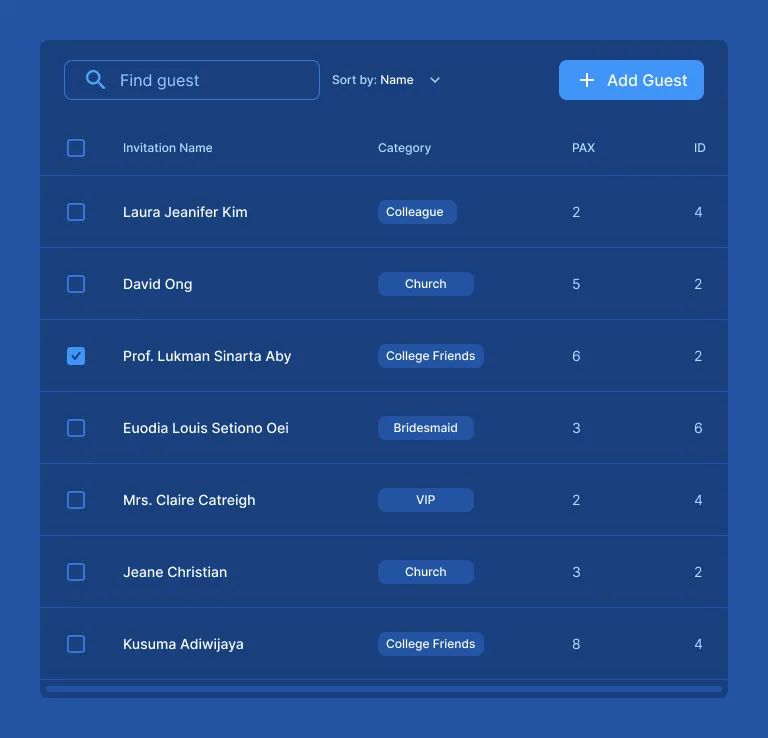 Find guest Sort by: Name Add Guest
Invitation Name Category PAX ID
Laura Jeanifer Kim Colleague 2 4
David Ong Church 5 2
Prof. Lukman Sinarta Aby College Friends 6 2
Euodia Louis Setiono Oei Bridesmaid 3 6
Mrs. Claire Catreigh VIP 2 4
Jeane Christian Church 3 2
Kusuma Adiwijaya College Friends 8 4